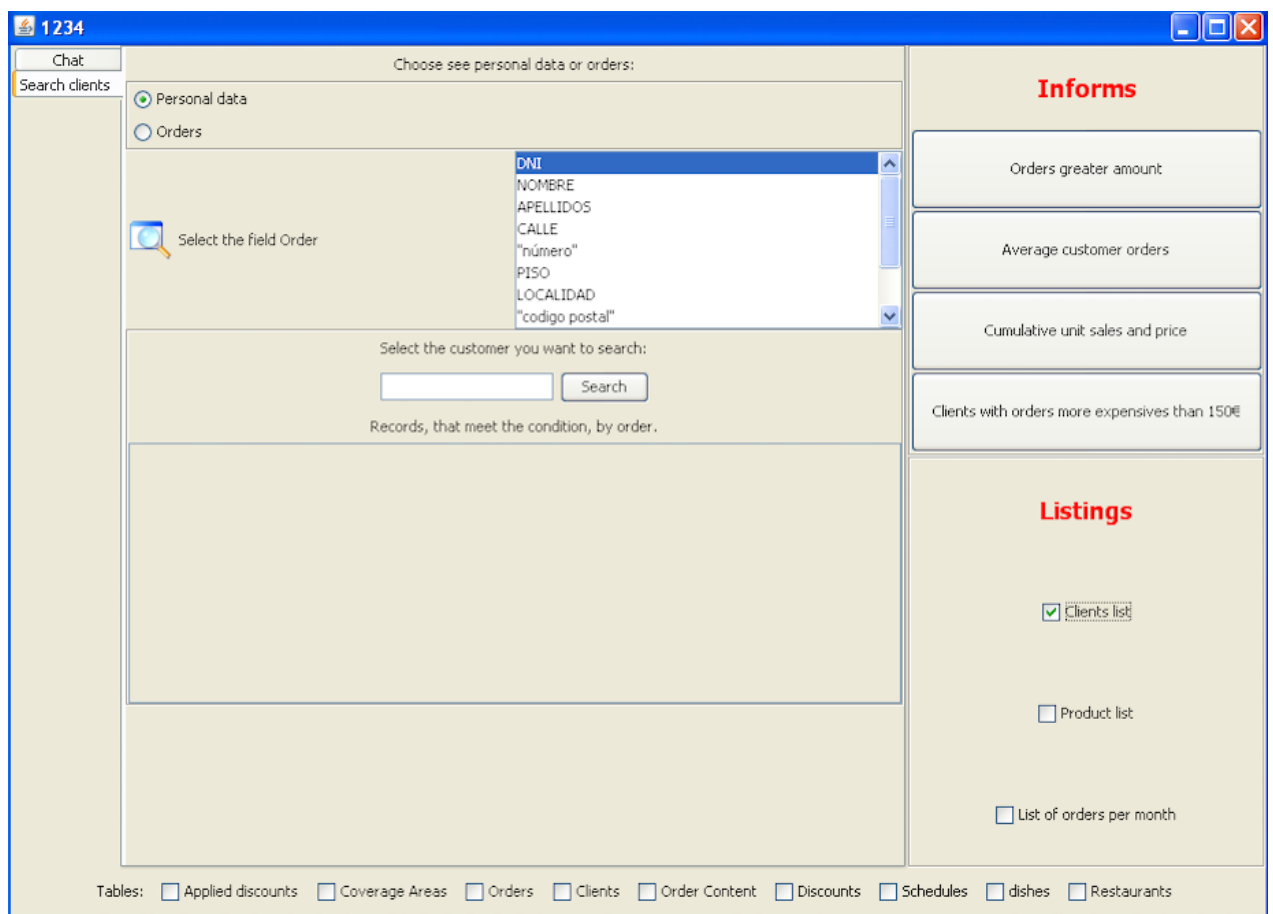 1234
Chat
Search clients
Choose see personal data or orders:
Personal data
Orders
Select the field Order
DNI
NOMBRE
APELLIDOS
CALLE
"número"
PISO
LOCALIDAD
"codigo postal"
Select the customer you want to search:
Search
Records, that meet the condition, by order.
Informs
Orders greater amount
Average customer orders
Cumulative unit sales and price
Clients with orders more expensives than 150€
Listings
Clients list
Product list
List of orders per month
Tables: Applied discounts Coverage Areas Orders Clients Order Content Discounts Schedules dishes Restaurants